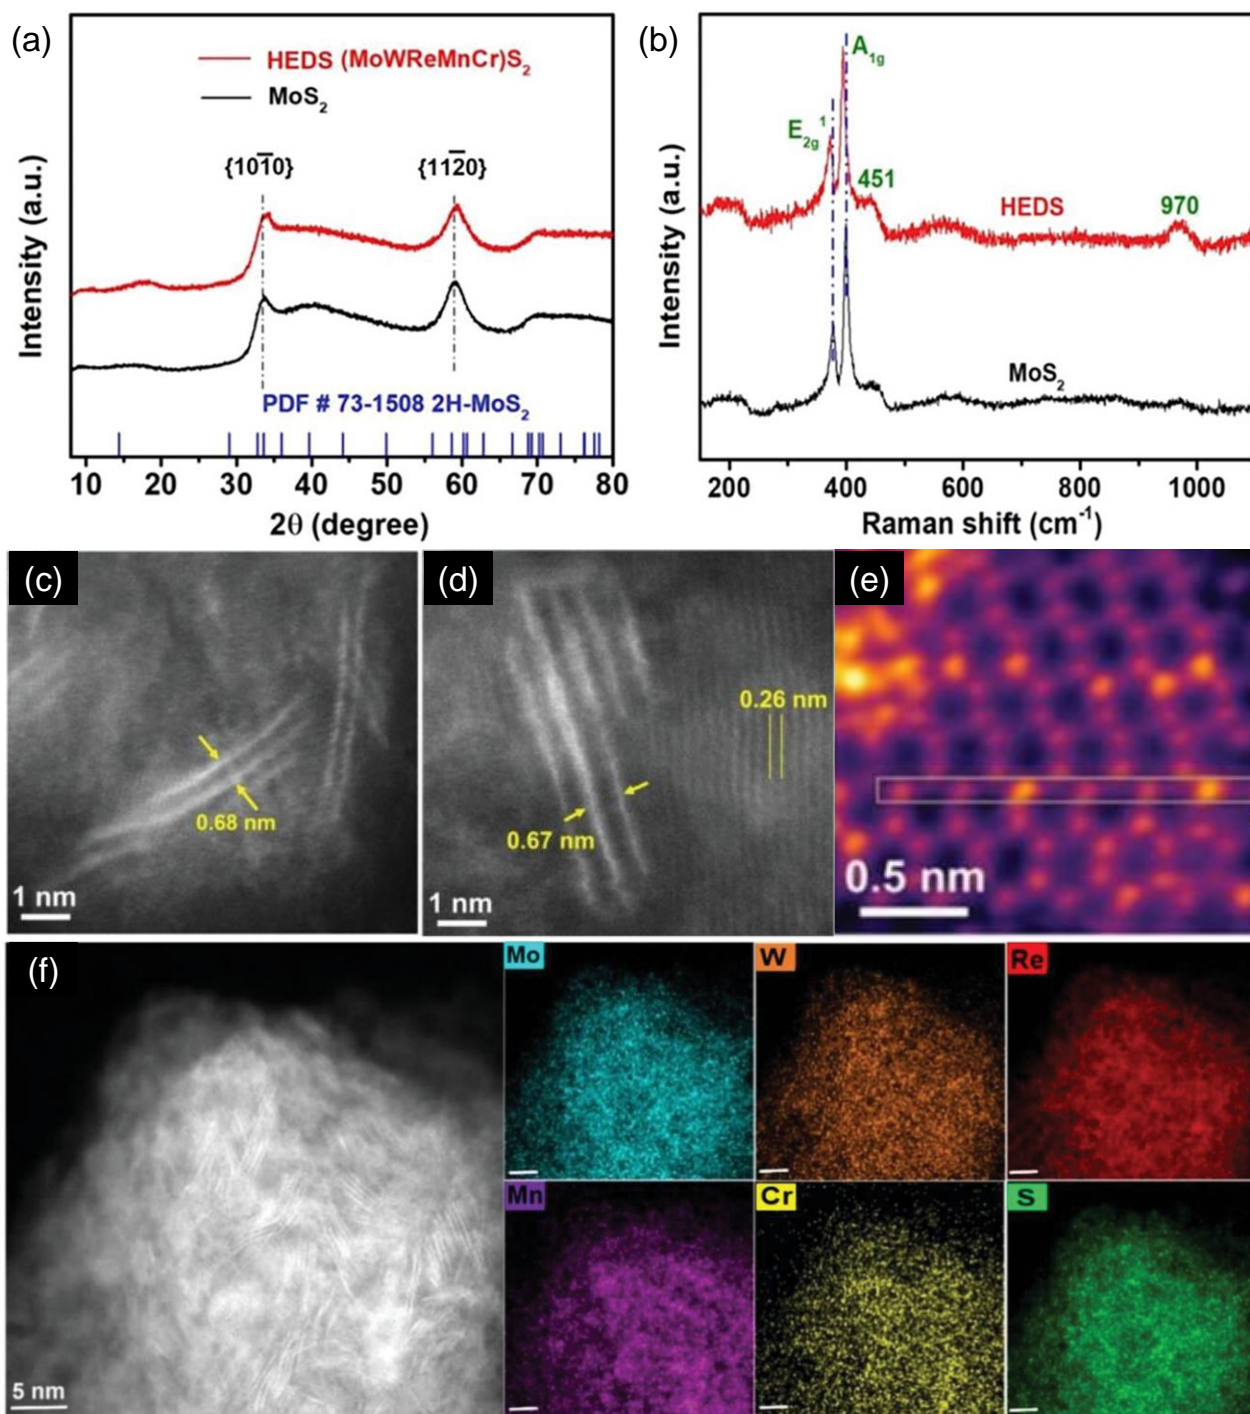 (a)
HEDS (MoWReMnCr)S₂
MoS₂
{101̅0}
{112̅0}
PDF # 73-1508 2H-MoS₂
Intensity (a.u.)
10 20 30 40 50 60 70 80
2θ (degree)
(b)
A₁g
E₂g¹
451
HEDS
970
MoS₂
Intensity (a.u.)
200 400 600 800 1000
Raman shift (cm⁻¹)
(c)
0.68 nm
1 nm
(d)
0.26 nm
0.67 nm
1 nm
(e)
0.5 nm
(f)
5 nm
Mo
W
Re
Mn
Cr
S